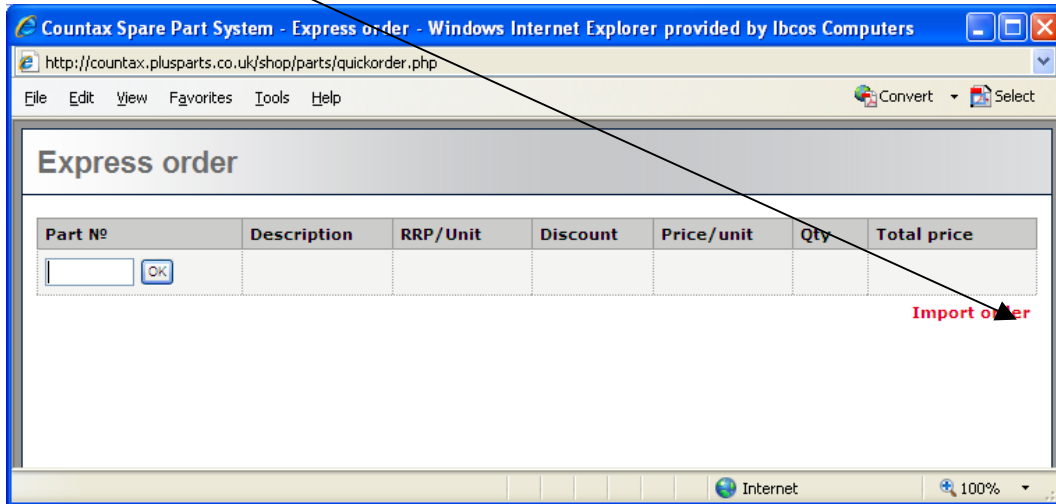 Countax Spare Part System - Express order - Windows Internet Explorer provided by Ibcos Computers
http://countax.plusparts.co.uk/shop/parts/quickorder.php
File Edit View Favorites Tools Help Convert Select
Express order
Part Nº Description RRP/Unit Discount Price/unit Qty Total price
OK
Import order
Internet 100%